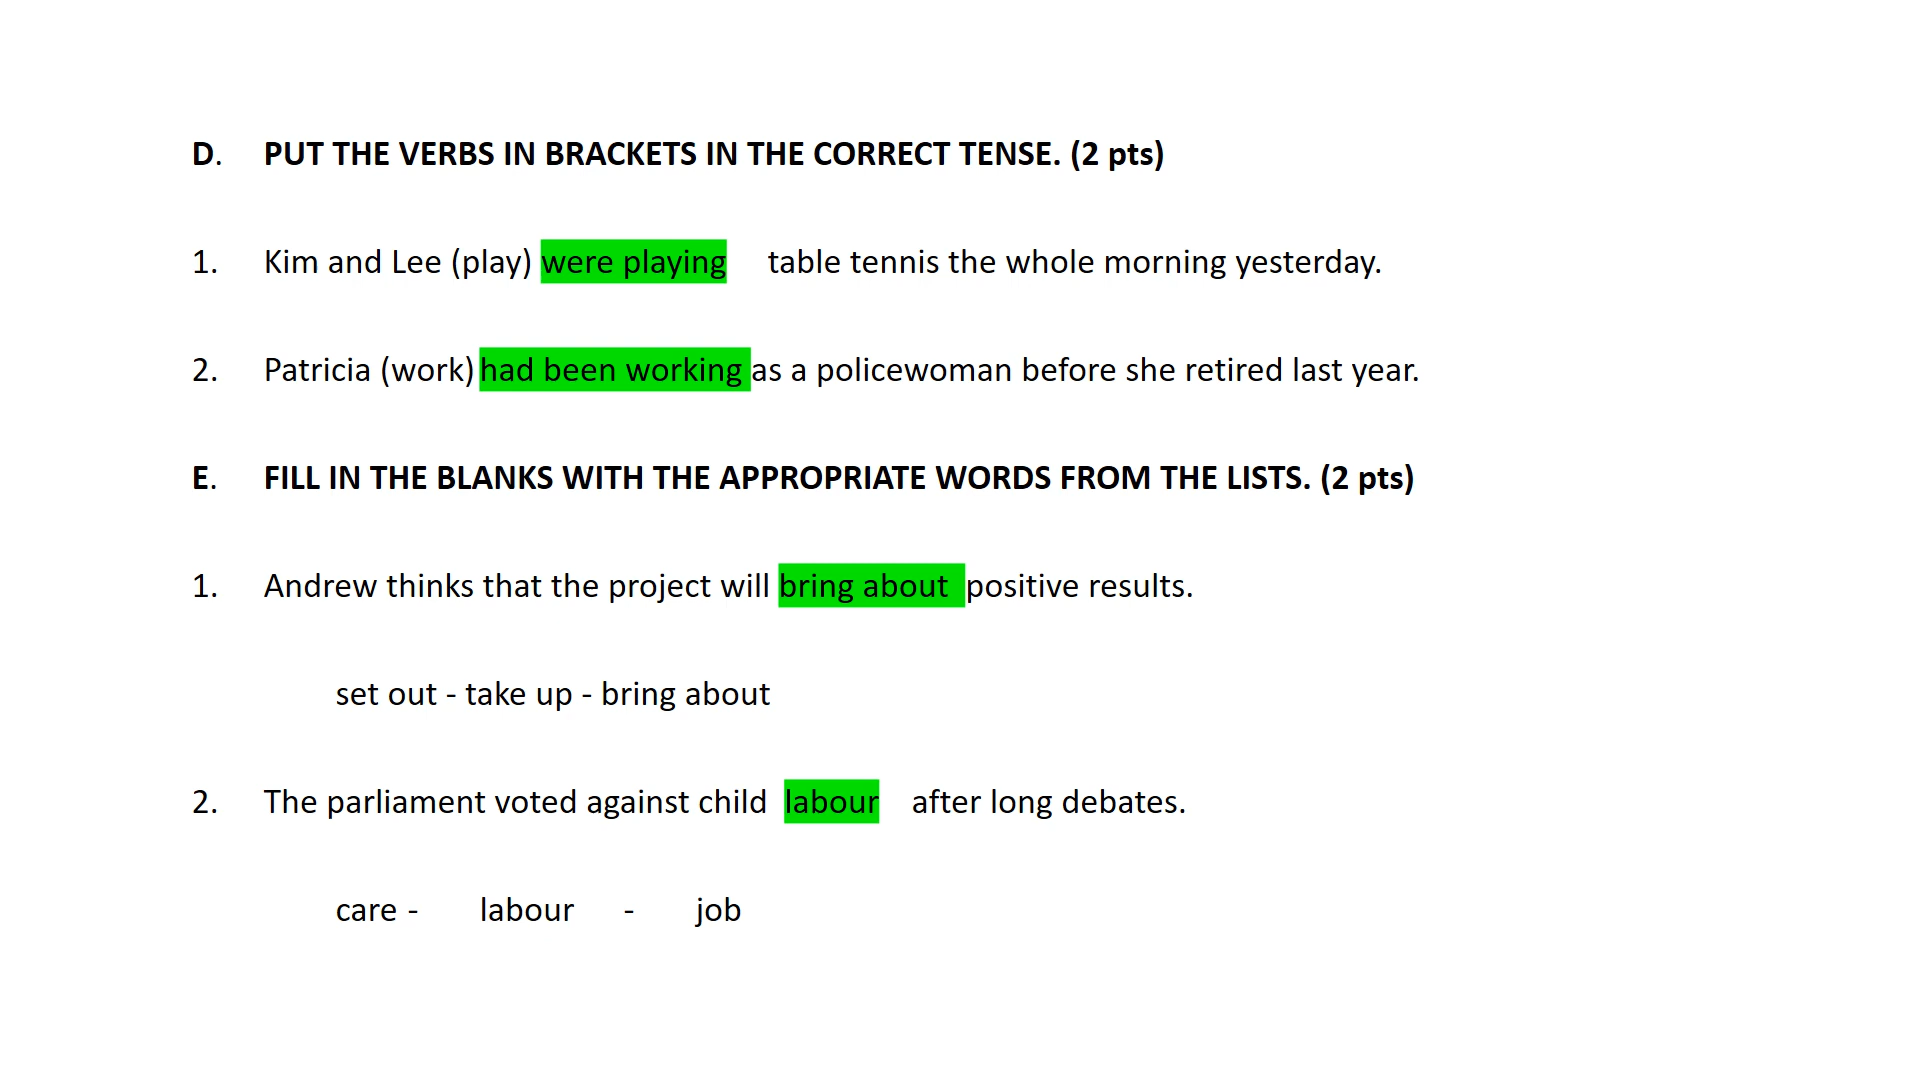 D. PUT THE VERBS IN BRACKETS IN THE CORRECT TENSE. (2 pts)
1. Kim and Lee (play) were playing table tennis the whole morning yesterday.
2. Patricia (work) had been working as a policewoman before she retired last year.
E. FILL IN THE BLANKS WITH THE APPROPRIATE WORDS FROM THE LISTS. (2 pts)
1. Andrew thinks that the project will bring about positive results.
set out - take up - bring about
2. The parliament voted against child labour after long debates.
care - labour - job